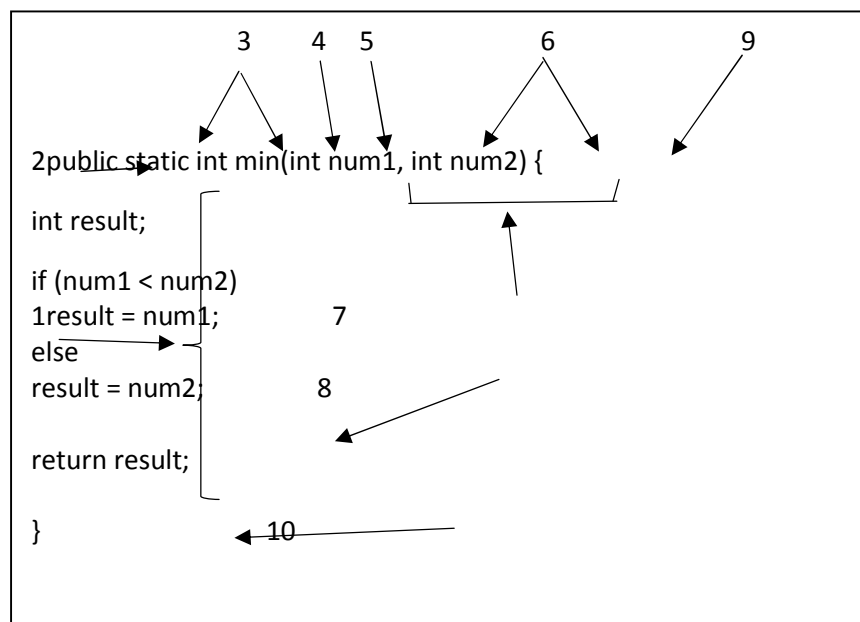 3 4 5 6 9
2public static int min(int num1, int num2) {
int result;
if (num1 < num2)
1result = num1; 7
else
result = num2; 8
return result;
} 10